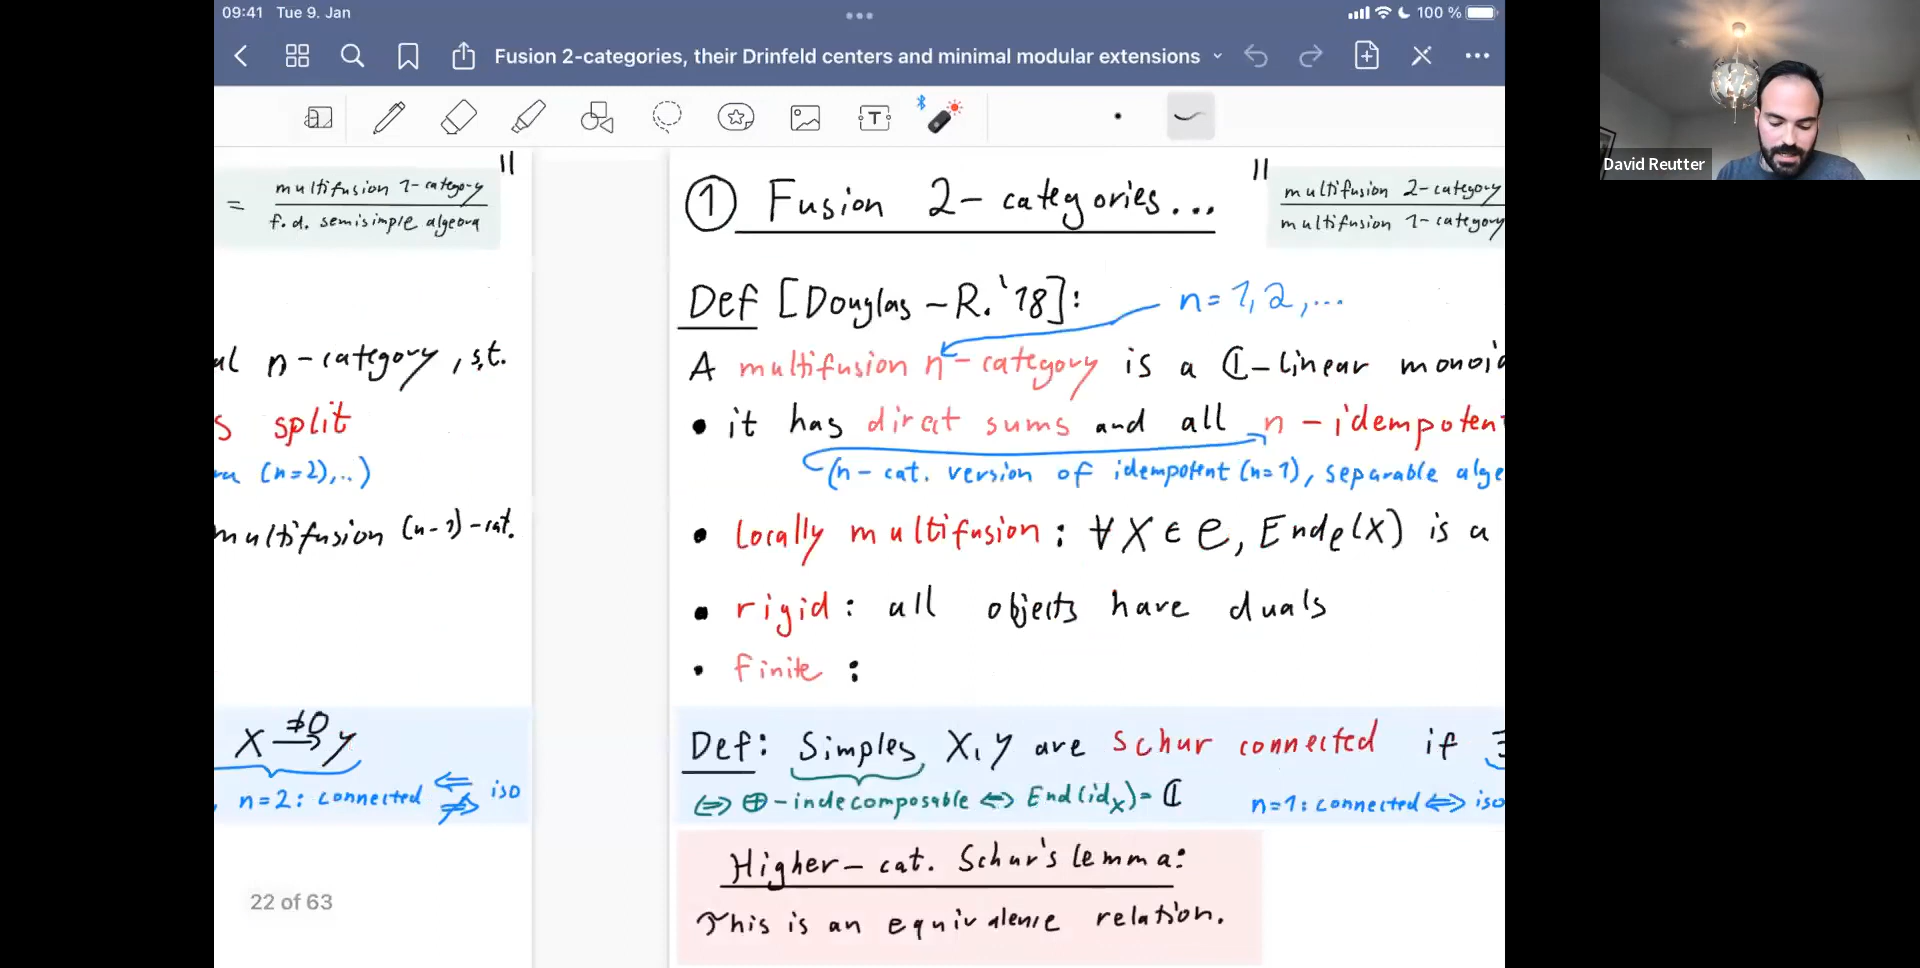 09:41 Tue 9. Jan
100 %
Fusion 2-categories, their Drinfeld centers and minimal modular extensions
T
David Reutter
= multifusion 1-category
f.d. semisimple algebra
"
al n-category, s.t.
s split
(n=2),..)
multifusion (n-1)-cat.
X →≠0 Y
n=2: connected ⇐ ⇏ iso
22 of 63
① Fusion 2-categories...
"
multifusion 2-category
multifusion 1-category
Def [Douglas-R.'18]:
n=1,2,...
A multifusion n-category is a ℂ-linear monoid
• it has direct sums and all n-idempoten
(n-cat. version of idempotent (n=1), separable alge
• locally multifusion: ∀X∈C, End_C(X) is a
• rigid: all objects have duals
• finite:
Def: Simples X,Y are Schur connected if ∃
⇔ ⊕-indecomposable ⇔ End(id_X)=ℂ
n=1: connected ⇔ iso
Higher-cat. Schur's lemma:
This is an equivalence relation.